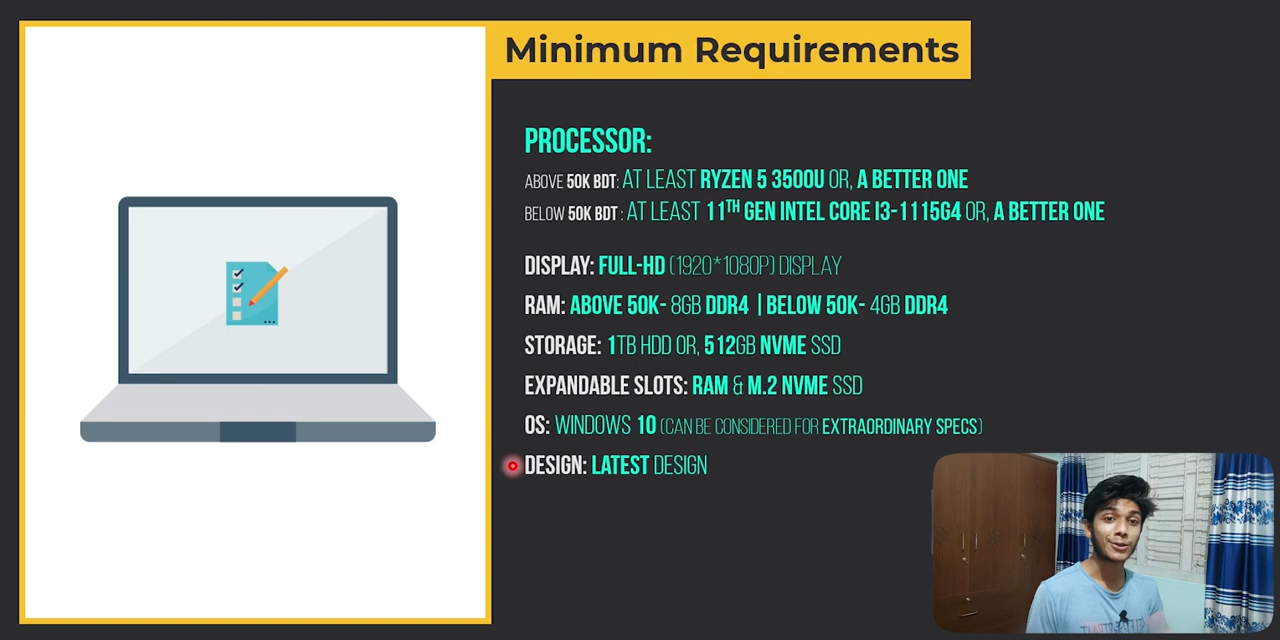 Minimum Requirements
PROCESSOR:
ABOVE 50K BDT: AT LEAST RYZEN 5 3500U OR, A BETTER ONE
BELOW 50K BDT : AT LEAST 11TH GEN INTEL CORE I3-1115G4 OR, A BETTER ONE
DISPLAY: FULL-HD (1920*1080P) DISPLAY
RAM: ABOVE 50K- 8GB DDR4 | BELOW 50K- 4GB DDR4
STORAGE: 1TB HDD OR, 512GB NVME SSD
EXPANDABLE SLOTS: RAM & M.2 NVME SSD
OS: WINDOWS 10 (CAN BE CONSIDERED FOR EXTRAORDINARY SPECS)
DESIGN: LATEST DESIGN